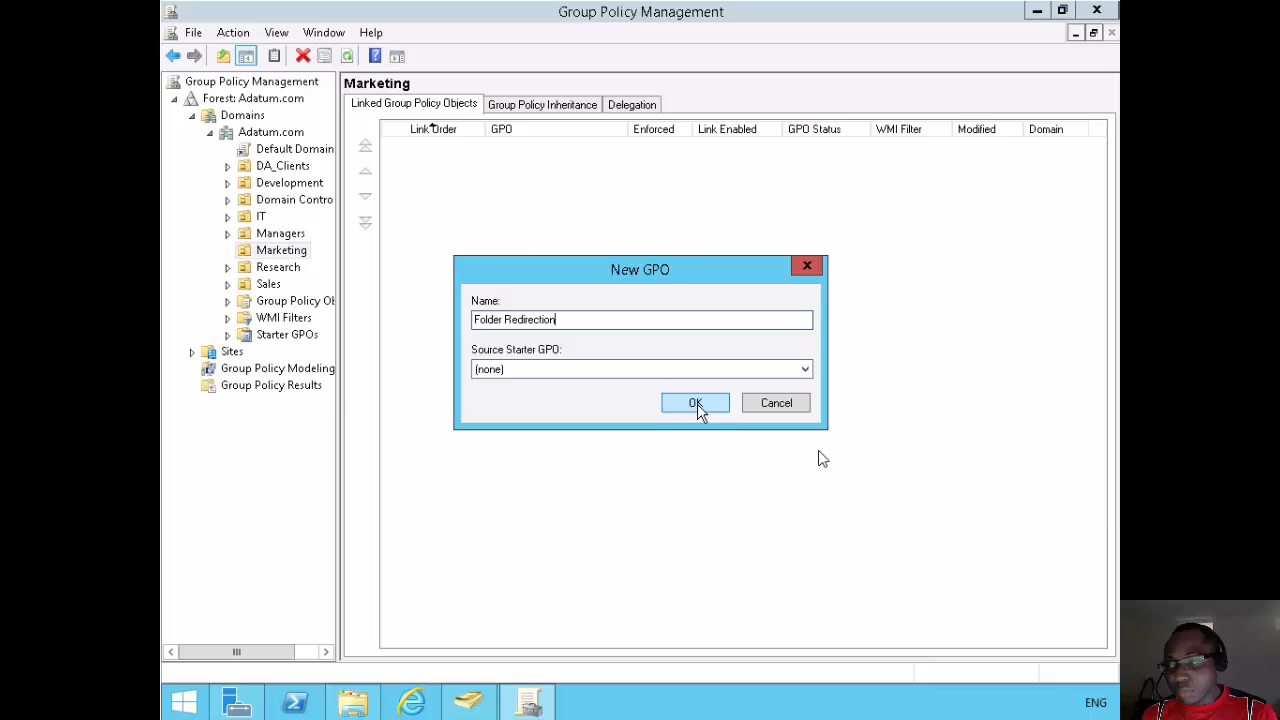 Group Policy Management
File Action View Window Help
Group Policy Management
Forest: Adatum.com
Domains
Adatum.com
Default Domain
DA_Clients
Development
Domain Contro
IT
Managers
Marketing
Research
Sales
Group Policy Ob
WMI Filters
Starter GPOs
Sites
Group Policy Modeling
Group Policy Results
Marketing
Linked Group Policy Objects Group Policy Inheritance Delegation
Link Order GPO Enforced Link Enabled GPO Status WMI Filter Modified Domain
New GPO
Name:
Folder Redirection
Source Starter GPO:
(none)
OK Cancel
ENG